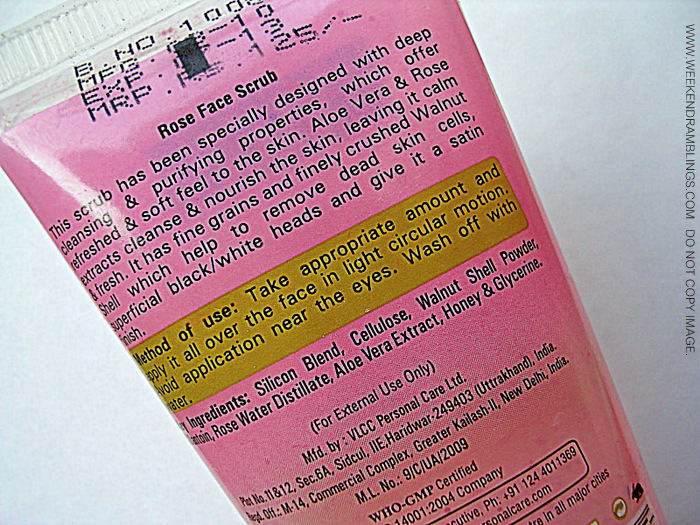 B. NO
MFG
EXP
MRP
Rose Face Scrub
This scrub has been specially designed with deep
cleansing & purifying properties, which offer
refreshed & soft feel to the skin. Aloe Vera & Rose
extracts cleanse & nourish the skin, leaving it calm
& fresh. It has fine grains and finely crushed Walnut
Shell which help to remove dead skin cells,
superficial black/white heads and give it a satin
finish.
Method of use: Take appropriate amount and
apply it all over the face in light circular motion.
Avoid application near the eyes. Wash off with
water.
Ingredients: Silicon Blend, Cellulose, Walnut Shell Powder,
Rose Water Distillate, Aloe Vera Extract, Honey & Glycerine.
(For External Use Only)
Mfd. by : VLCC Personal Care Ltd.
Plot No.11&12, Sec:6A, Sidcul, IIE.Haridwar-249403 (Uttrakhand), India.
Regd. Off.: M-14, Commercial Complex, Greater Kailash-II, New Delhi, India.
M.L. No.: 9/C/UA/2009
WHO-GMP Certified
14001:2004 Company
Ph: +91 124 4011369
in all major cities
WWW.WEEKENDRAMBLINGS.COM DO NOT COPY IMAGE.